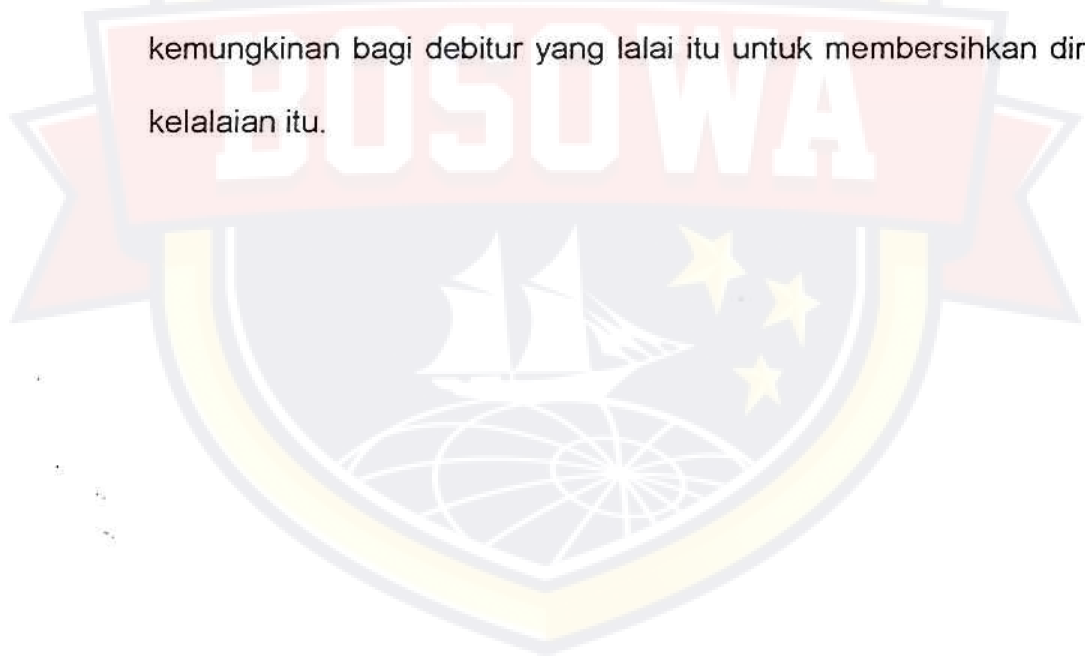 kemungkinan bagi debitur yang lalai itu untuk membersihkan dir
kelalaian itu.
BOSOWA